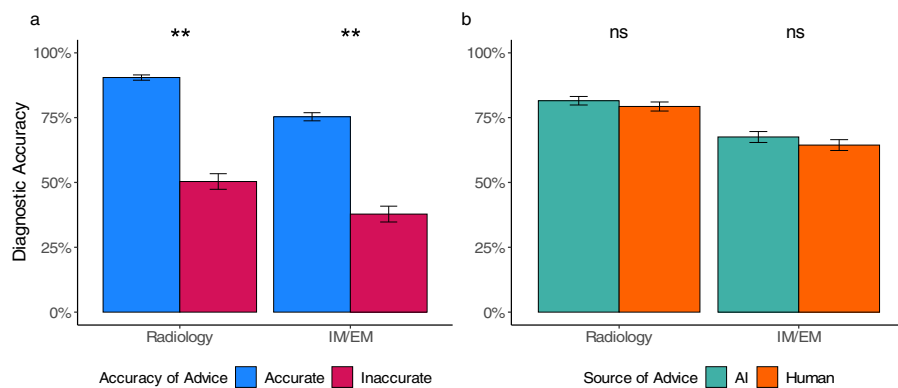 a
** **
100%
75%
50%
25%
0%
Diagnostic Accuracy
Radiology IM/EM
Accuracy of Advice Accurate Inaccurate
b
ns ns
100%
75%
50%
25%
0%
Radiology IM/EM
Source of Advice AI Human